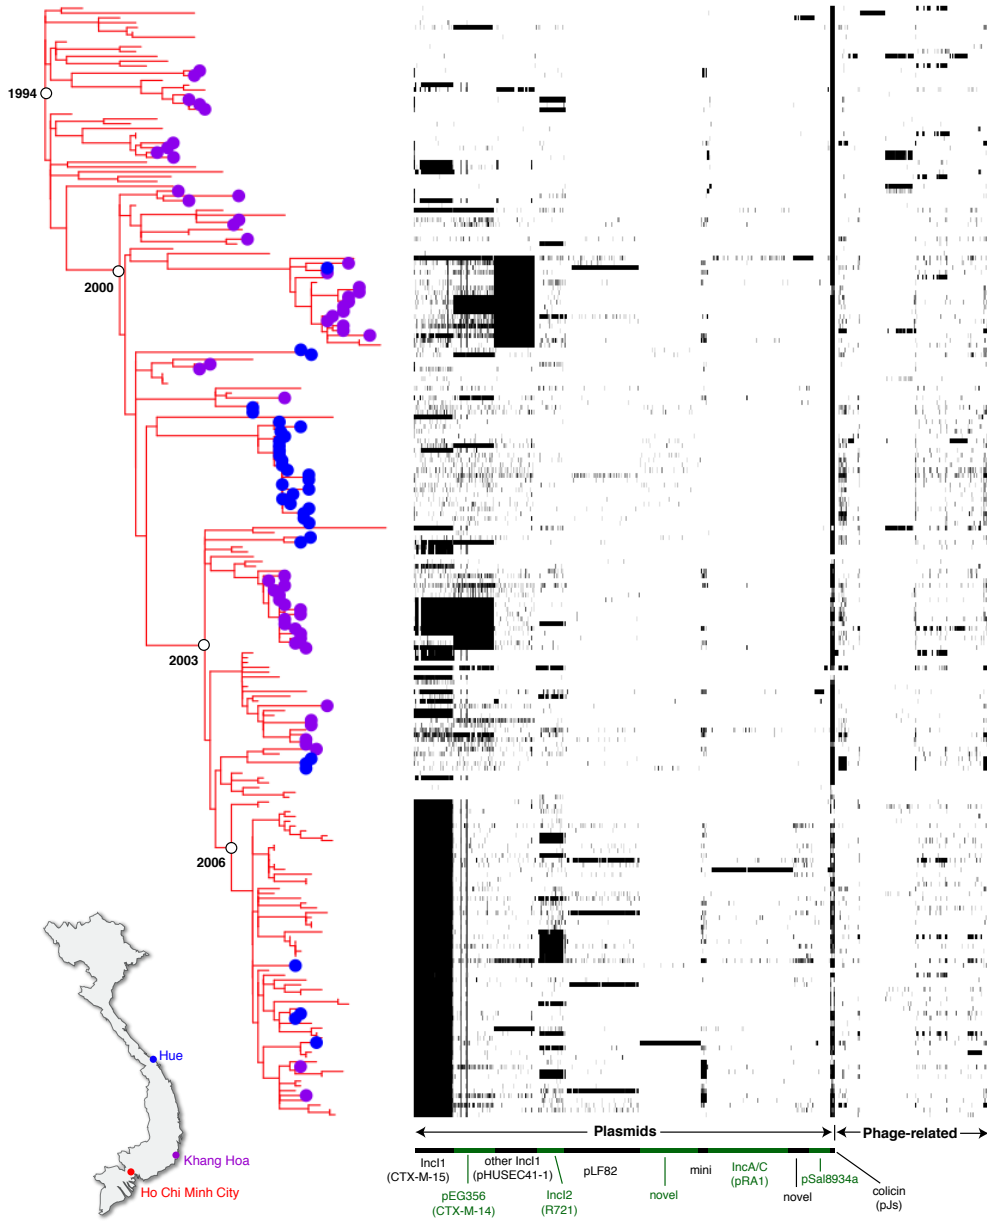 1994
2000
2003
2006
Hue
Khang Hoa
Ho Chi Minh City
Plasmids
Phage-related
IncI1
(CTX-M-15)
pEG356
(CTX-M-14)
other IncI1
(pHUSEC41-1)
IncI2
(R721)
pLF82
novel
mini
IncA/C
(pRA1)
novel
pSal8934a
colicin
(pJs)